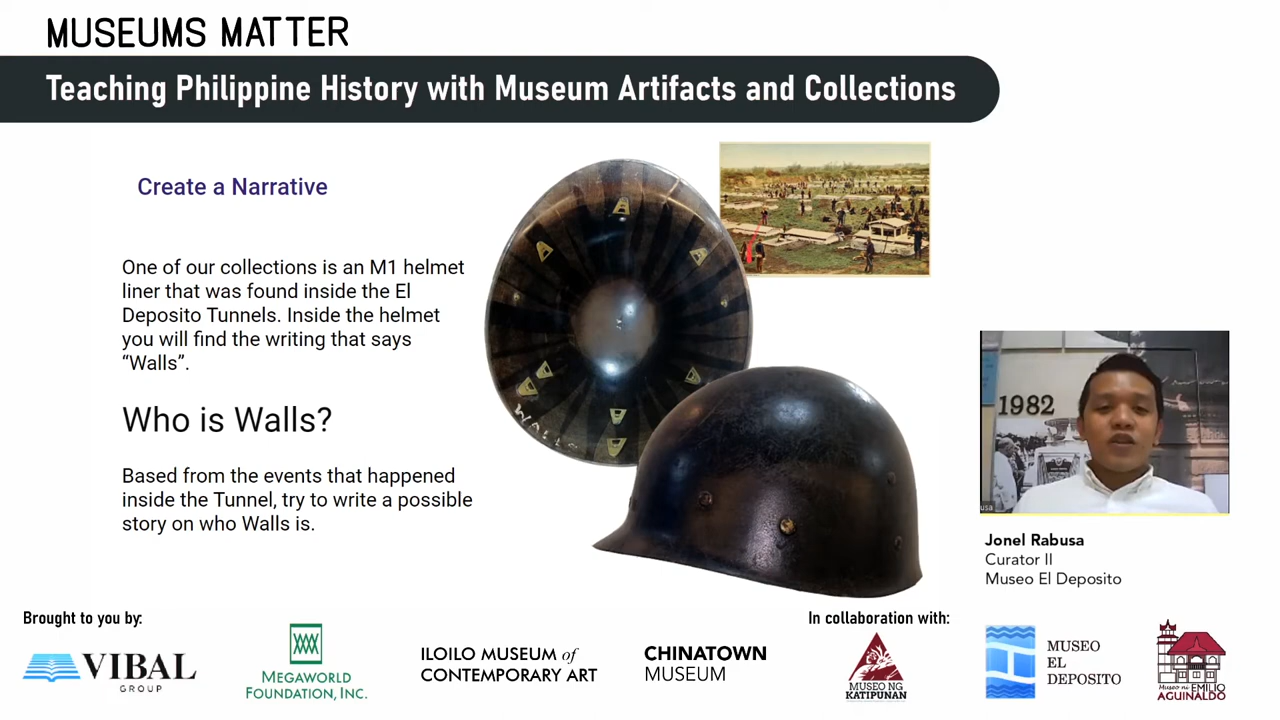 MUSEUMS MATTER
Teaching Philippine History with Museum Artifacts and Collections
Create a Narrative
One of our collections is an M1 helmet
liner that was found inside the El
Deposito Tunnels. Inside the helmet
you will find the writing that says
“Walls”.
Who is Walls?
Based from the events that happened
inside the Tunnel, try to write a possible
story on who Walls is.
WALLS
1982
usa
Jonel Rabusa
Curator II
Museo El Deposito
Brought to you by:
VIBAL
GROUP
MEGAWORLD
FOUNDATION, INC.
ILOILO MUSEUM of
CONTEMPORARY ART
CHINATOWN
MUSEUM
In collaboration with:
MUSEO NG
KATIPUNAN
MUSEO
EL
DEPOSITO
Museo ni EMILIO
AGUINALDO